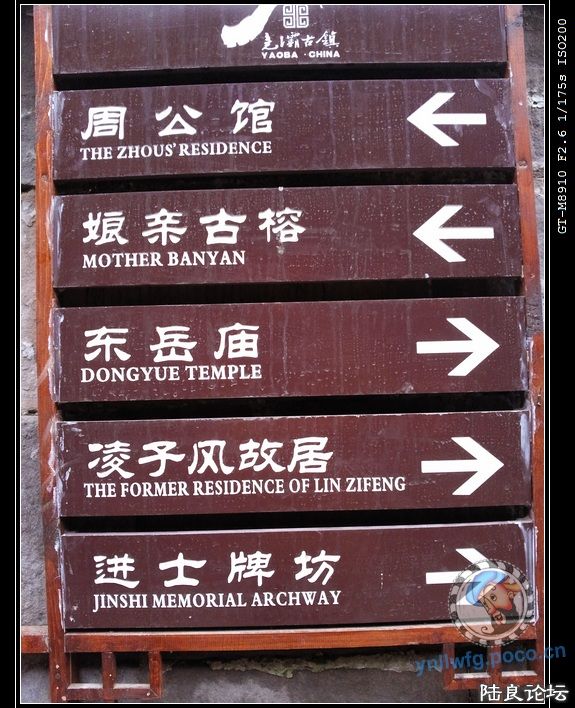 尧坝古镇
YAOBA · CHINA
周公馆
THE ZHOUS' RESIDENCE
娘亲古榕
MOTHER BANYAN
东岳庙
DONGYUE TEMPLE
凌子风故居
THE FORMER RESIDENCE OF LIN ZIFENG
进士牌坊
JINSHI MEMORIAL ARCHWAY
GT-M8910 F2.6 1/175s ISO200
ynllwfg.poco.cn
陆良论坛